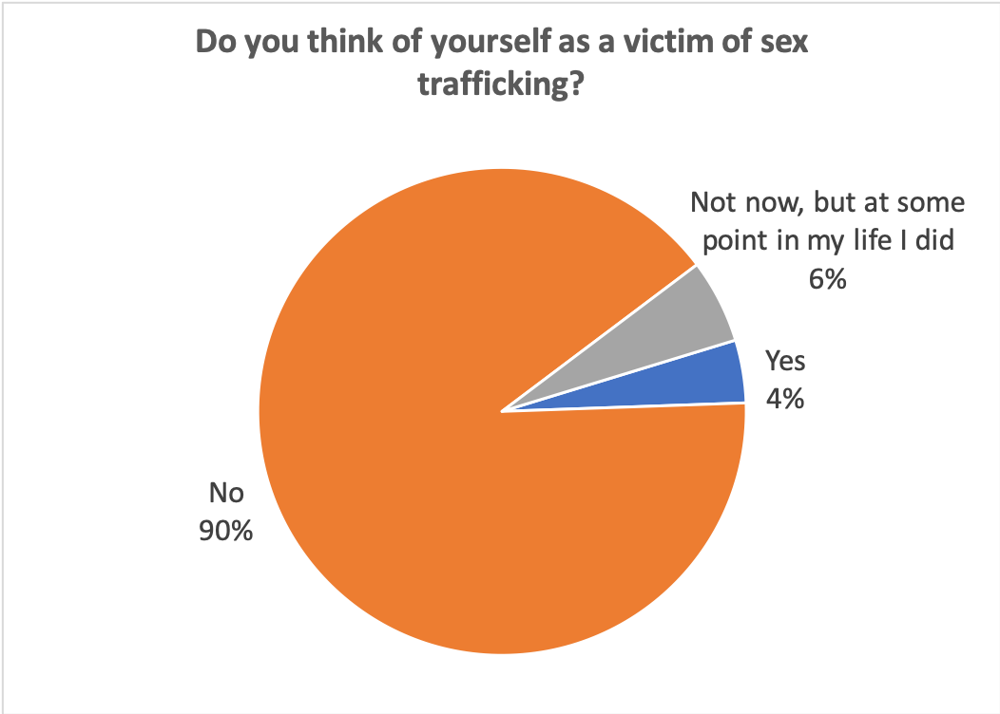 Do you think of yourself as a victim of sex
trafficking?
Not now, but at some
point in my life I did
6%
Yes
4%
No
90%